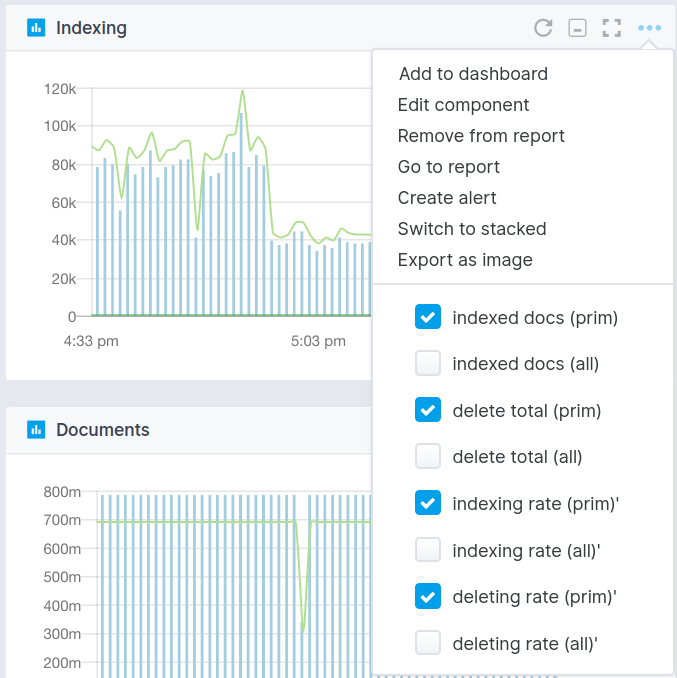 Indexing
Add to dashboard
Edit component
Remove from report
Go to report
Create alert
Switch to stacked
Export as image
120k
100k
80k
60k
40k
20k
0
4:33 pm
5:03 pm
indexed docs (prim)
indexed docs (all)
delete total (prim)
delete total (all)
indexing rate (prim)'
indexing rate (all)'
deleting rate (prim)'
deleting rate (all)'
Documents
800m
700m
600m
500m
400m
300m
200m